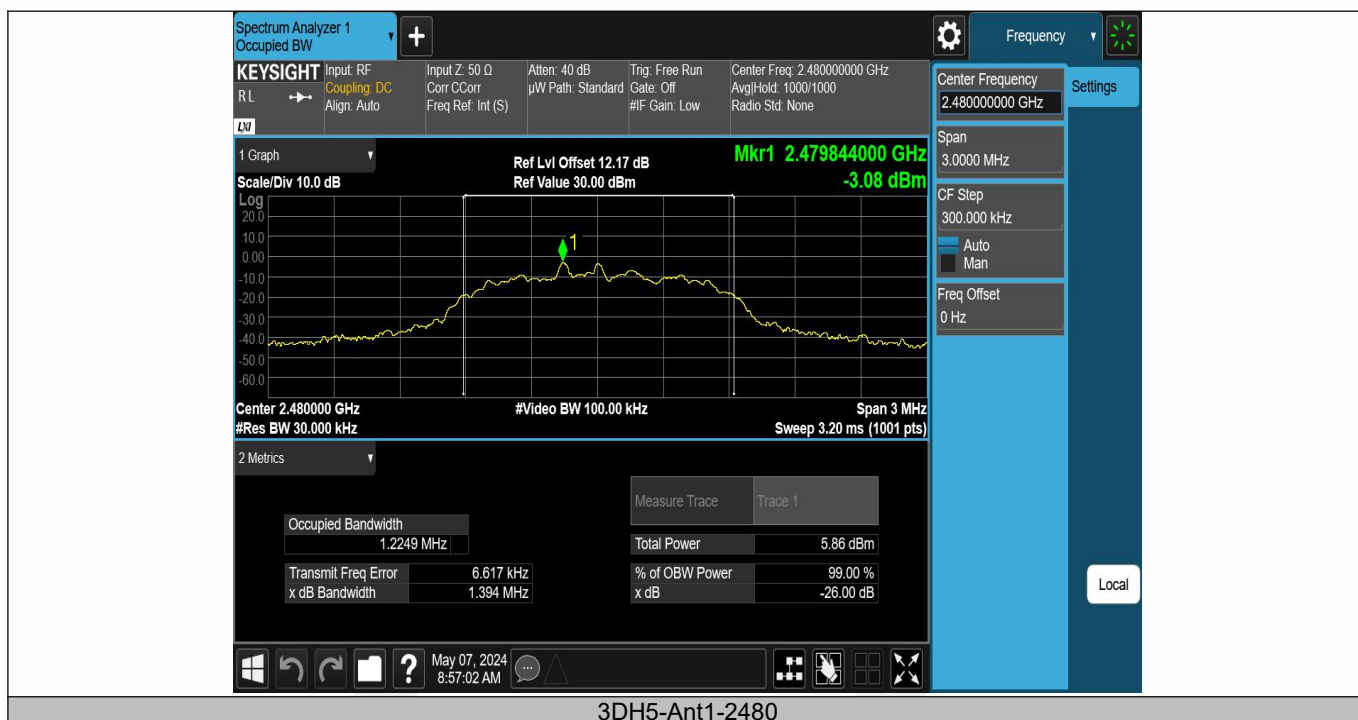 Spectrum Analyzer 1
Occupied BW
+
Frequency
KEYSIGHT
RL
LXI
Input: RF
Coupling: DC
Align: Auto
Input Z: 50 Ω
Corr CCorr
Freq Ref: Int (S)
Atten: 40 dB
µW Path: Standard
Trig: Free Run
Gate: Off
#IF Gain: Low
Center Freq: 2.480000000 GHz
Avg|Hold: 1000/1000
Radio Std: None
Center Frequency
2.480000000 GHz
Settings
Span
3.0000 MHz
CF Step
300.000 kHz
Auto
Man
Freq Offset
0 Hz
Local
1 Graph
Scale/Div 10.0 dB
Ref Lvl Offset 12.17 dB
Ref Value 30.00 dBm
Mkr1 2.479844000 GHz
-3.08 dBm
Log
20.0
10.0
0.00
-10.0
-20.0
-30.0
-40.0
-50.0
-60.0
1
Center 2.480000 GHz
#Res BW 30.000 kHz
#Video BW 100.00 kHz
Span 3 MHz
Sweep 3.20 ms (1001 pts)
2 Metrics
Measure Trace Trace 1
Occupied Bandwidth
1.2249 MHz
Total Power 5.86 dBm
Transmit Freq Error 6.617 kHz
% of OBW Power 99.00 %
x dB Bandwidth 1.394 MHz
x dB -26.00 dB
?
May 07, 2024
8:57:02 AM
3DH5-Ant1-2480